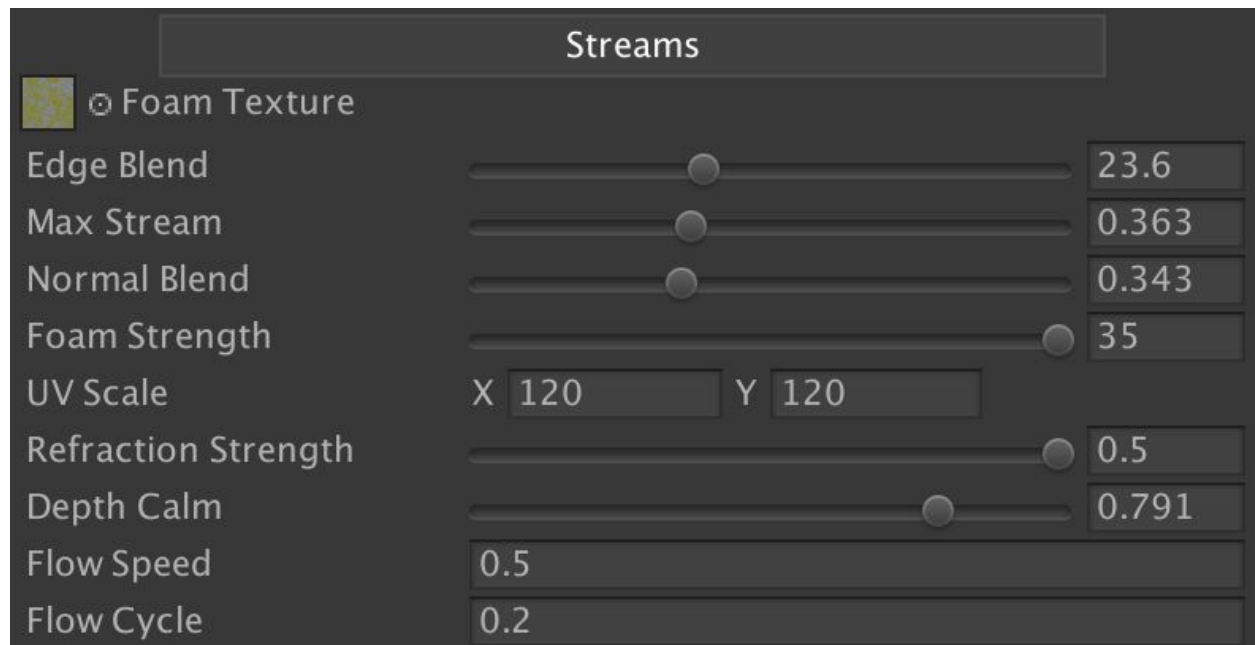 Streams
Foam Texture
Edge Blend 23.6
Max Stream 0.363
Normal Blend 0.343
Foam Strength 35
UV Scale X 120 Y 120
Refraction Strength 0.5
Depth Calm 0.791
Flow Speed 0.5
Flow Cycle 0.2